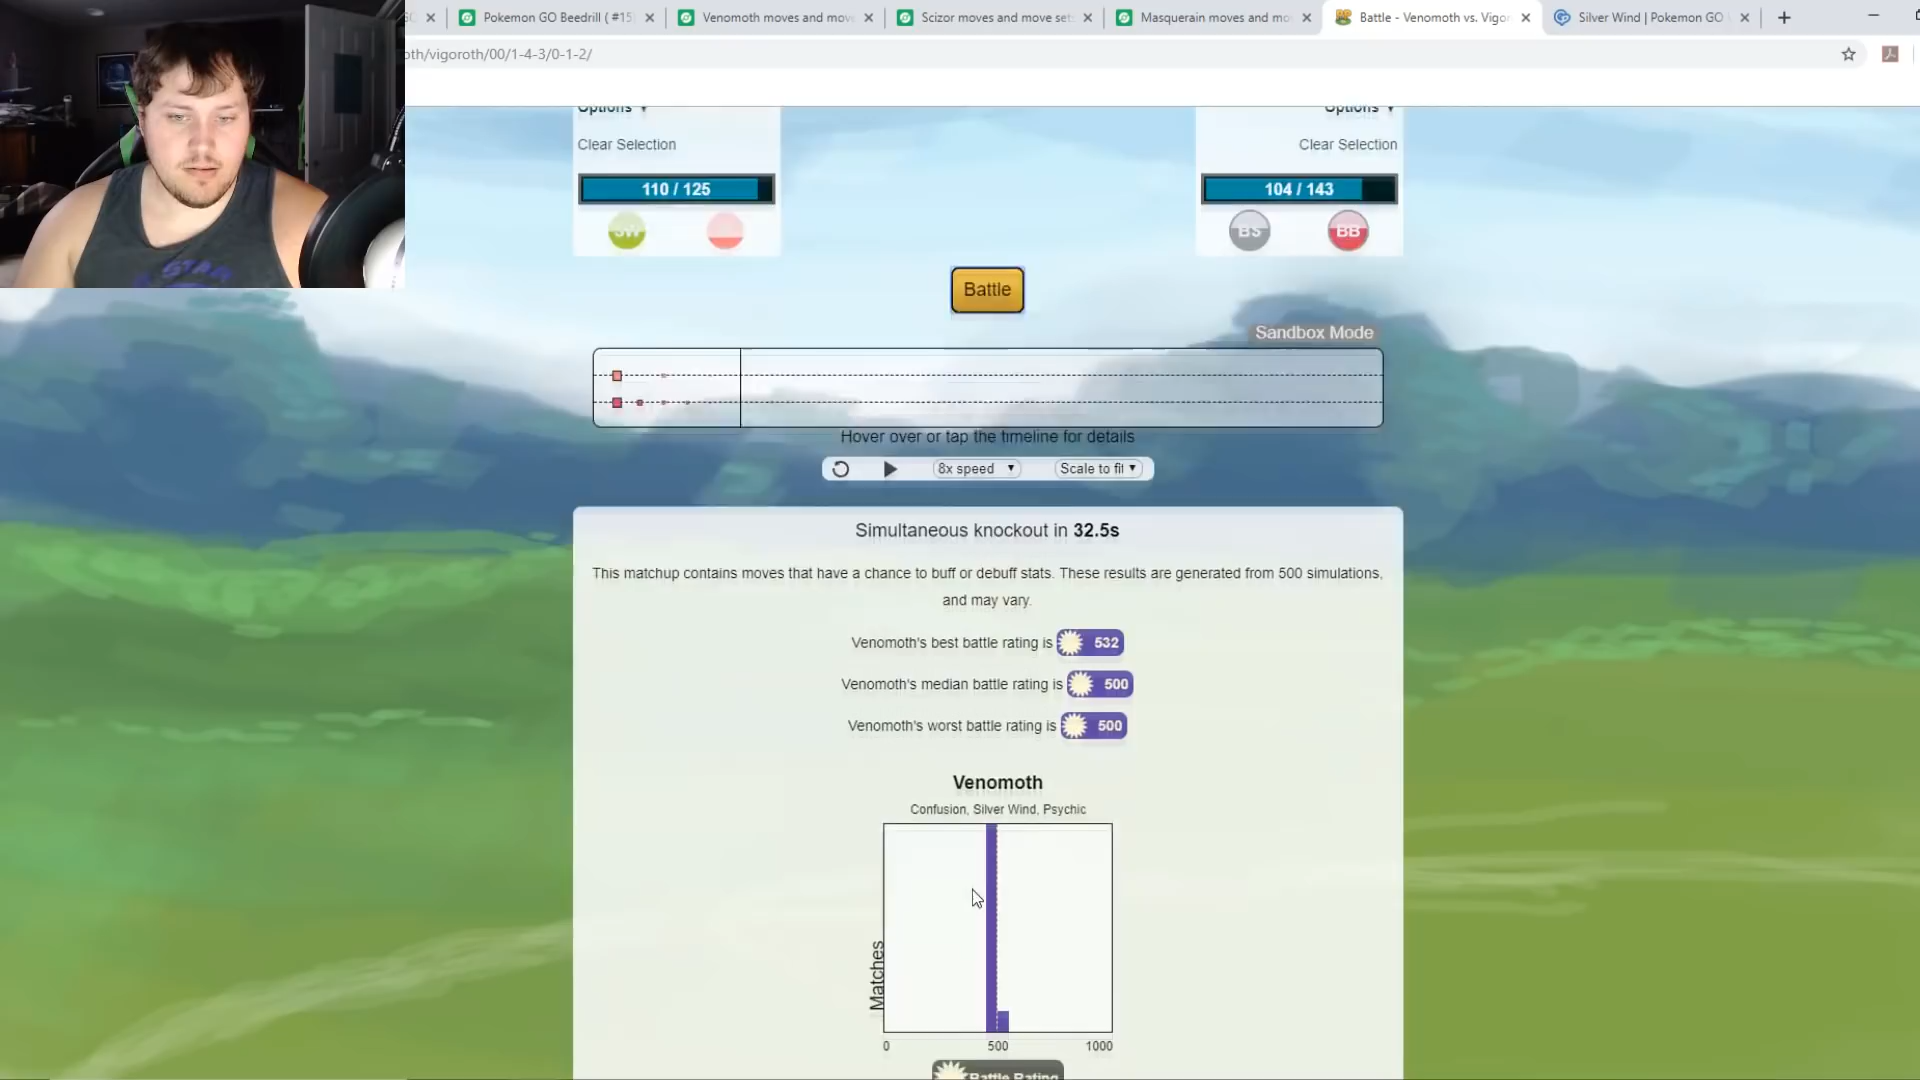 Pokemon GO Beedrill ( #15)
Venomoth moves and mov
Scizor moves and move set
Masquerain moves and mo
Battle - Venomoth vs. Vigor
Silver Wind | Pokemon GO
oth/vigoroth/00/1-4-3/0-1-2/
Options
Options
Clear Selection
Clear Selection
110 / 125
104 / 143
SW
BS
BB
Battle
Sandbox Mode
Hover over or tap the timeline for details
8x speed
Scale to fit
Simultaneous knockout in 32.5s
This matchup contains moves that have a chance to buff or debuff stats. These results are generated from 500 simulations,
and may vary.
Venomoth's best battle rating is 532
Venomoth's median battle rating is 500
Venomoth's worst battle rating is 500
Venomoth
Confusion, Silver Wind, Psychic
Matches
0 500 1000
Battle Rating